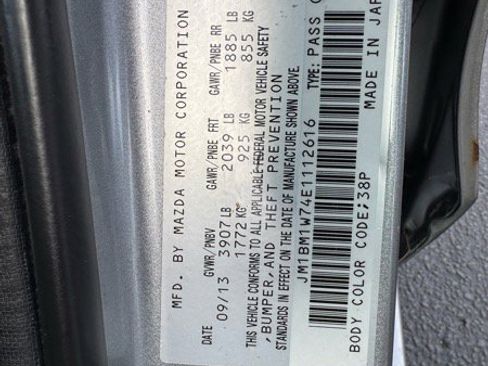 MFD. BY MAZDA MOTOR CORPORATION
DATE GVWR/PNBV GAWR/PNBE FRT GAWR/PNBE RR
09/13 3907LB 2039 LB 1885 LB
1772 KG 925 KG 855 KG
THIS VEHICLE CONFORMS TO ALL APPLICABLE FEDERAL MOTOR VEHICLE SAFETY
,BUMPER,AND THEFT PREVENTION
STANDARDS IN EFFECT ON THE DATE OF MANUFACTURE SHOWN ABOVE.
JM1BM1W74E1112616 TYPE: PASS
BODY COLOR CODE;38P MADE IN JAP